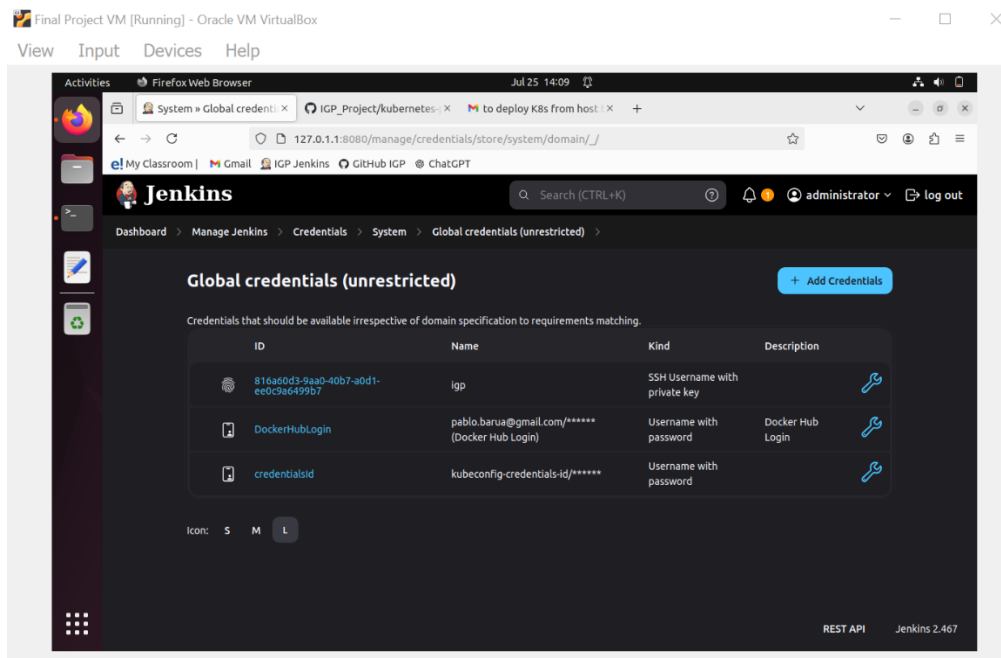 Final Project VM [Running] - Oracle VM VirtualBox
View Input Devices Help
Activities Firefox Web Browser Jul 25 14:09
System » Global credenti × IGP_Project/kubernetes- × to deploy K8s from host × +
127.0.1.1:8080/manage/credentials/store/system/domain/_/
e! My Classroom | Gmail IGP Jenkins GitHub IGP ChatGPT
Jenkins Search (CTRL+K) ? 1 administrator log out
Dashboard > Manage Jenkins > Credentials > System > Global credentials (unrestricted) >
Global credentials (unrestricted) + Add Credentials
Credentials that should be available irrespective of domain specification to requirements matching.
ID Name Kind Description
816a60d3-9aa0-40b7-a0d1-
ee0c9a6499b7
igp
SSH Username with
private key
DockerHubLogin
pablo.barua@gmail.com/******
(Docker Hub Login)
Username with
password
Docker Hub
Login
credentialsId
kubeconfig-credentials-id/******
Username with
password
Icon: S M L
REST API Jenkins 2.467